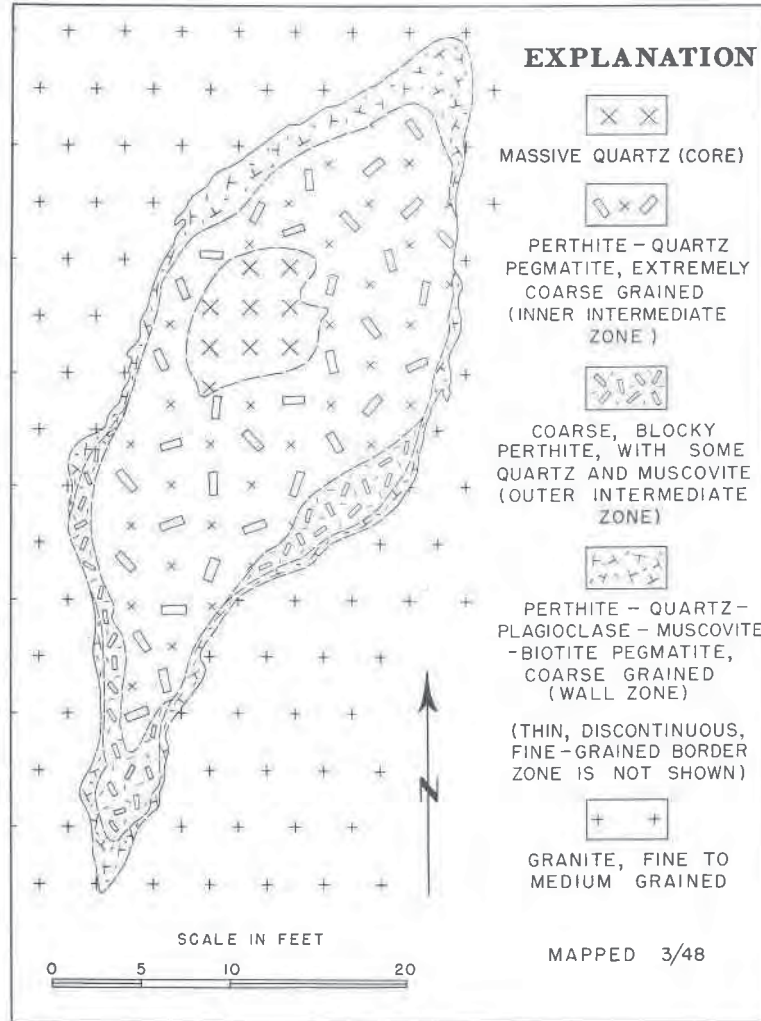 EXPLANATION
MASSIVE QUARTZ (CORE)
PERTHITE – QUARTZ
PEGMATITE, EXTREMELY
COARSE GRAINED
(INNER INTERMEDIATE
ZONE)
COARSE, BLOCKY
PERTHITE, WITH SOME
QUARTZ AND MUSCOVITE
(OUTER INTERMEDIATE
ZONE)
PERTHITE – QUARTZ –
PLAGIOCLASE – MUSCOVITE
-BIOTITE PEGMATITE,
COARSE GRAINED
(WALL ZONE)
(THIN, DISCONTINUOUS,
FINE-GRAINED BORDER
ZONE IS NOT SHOWN)
GRANITE, FINE TO
MEDIUM GRAINED
N
SCALE IN FEET
0 5 10 20
MAPPED 3/48